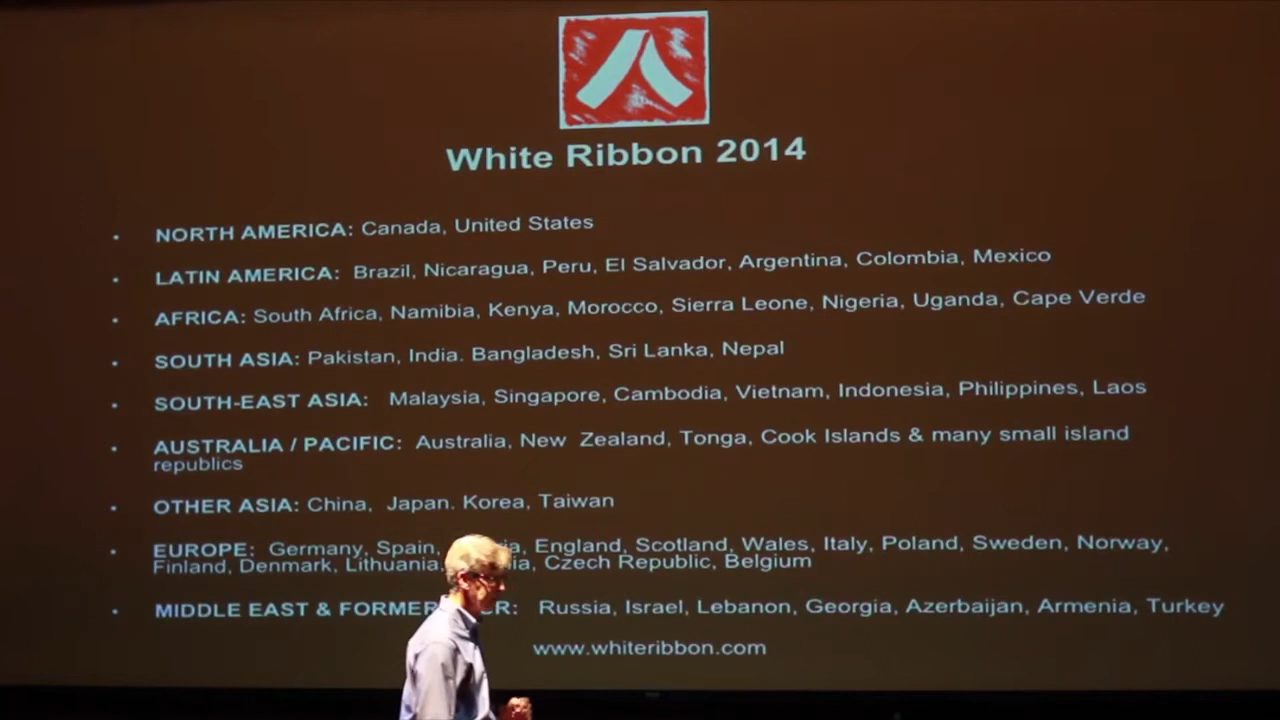 White Ribbon 2014
NORTH AMERICA: Canada, United States
LATIN AMERICA: Brazil, Nicaragua, Peru, El Salvador, Argentina, Colombia, Mexico
AFRICA: South Africa, Namibia, Kenya, Morocco, Sierra Leone, Nigeria, Uganda, Cape Verde
SOUTH ASIA: Pakistan, India. Bangladesh, Sri Lanka, Nepal
SOUTH-EAST ASIA: Malaysia, Singapore, Cambodia, Vietnam, Indonesia, Philippines, Laos
AUSTRALIA / PACIFIC: Australia, New Zealand, Tonga, Cook Islands & many small island
republics
OTHER ASIA: China, Japan. Korea, Taiwan
EUROPE: Germany, Spain, England, Scotland, Wales, Italy, Poland, Sweden, Norway,
Finland, Denmark, Lithuania. Czech Republic, Belgium
MIDDLE EAST & FORMER Russia, Israel, Lebanon, Georgia, Azerbaijan, Armenia, Turkey
www.whiteribbon.com